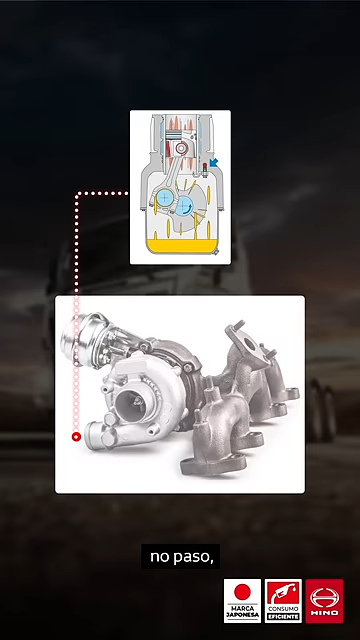 no paso,
MARCA
JAPONESA
CONSUMO
EFICIENTE
HINO